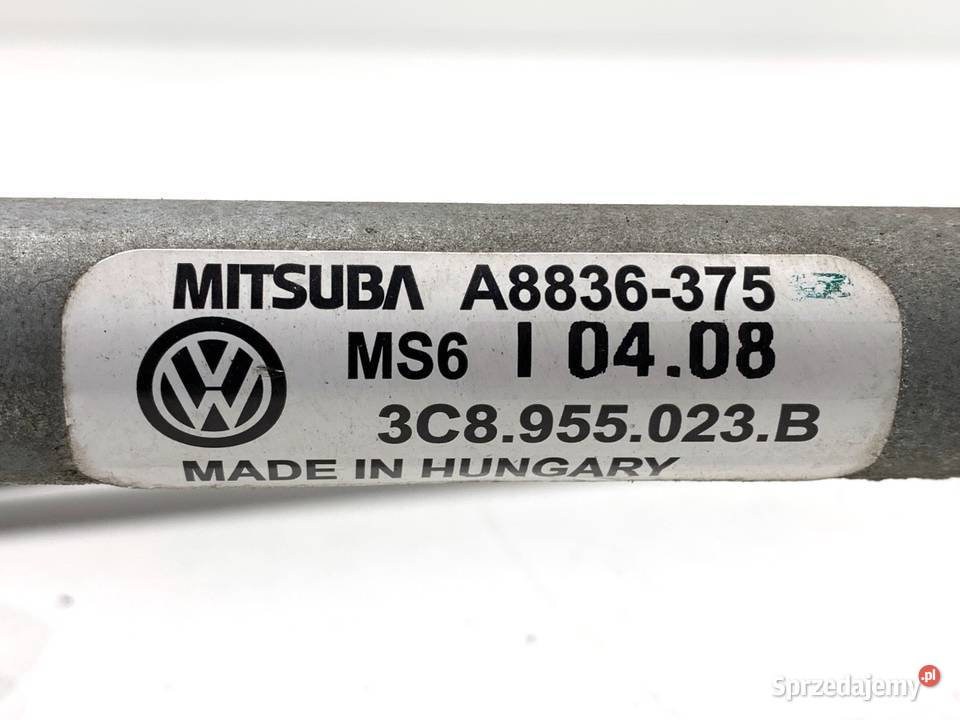 MITSUBA A8836-375
MS6 I 04.08
3C8.955.023.B
MADE IN HUNGARY
Sprzedajemy.pl